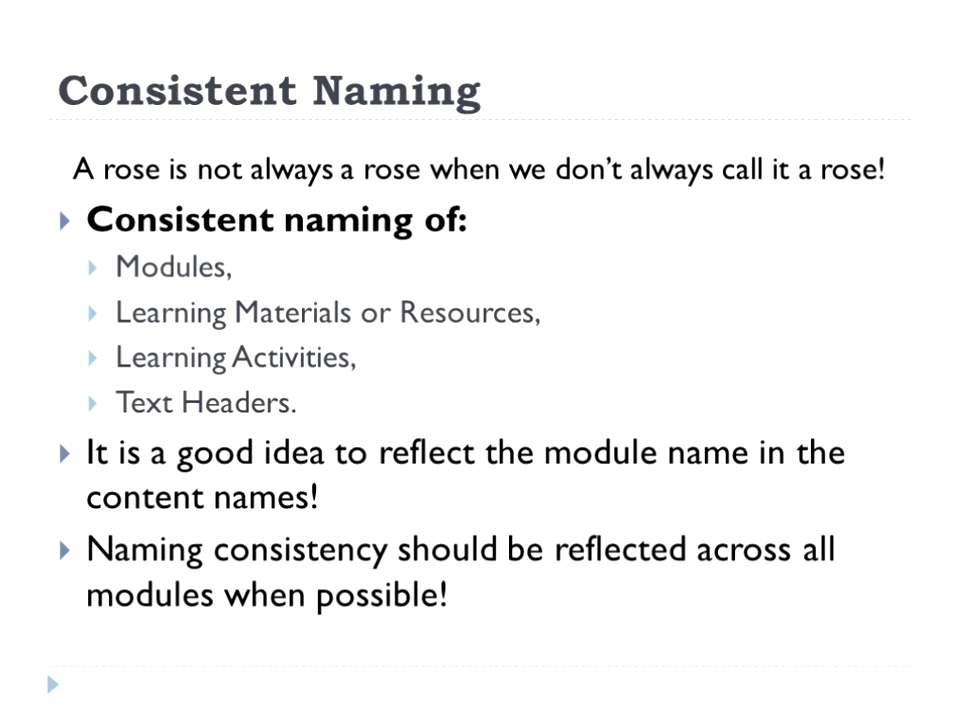 Consistent Naming
A rose is not always a rose when we don’t always call it a rose!
Consistent naming of:
Modules,
Learning Materials or Resources,
Learning Activities,
Text Headers.
It is a good idea to reflect the module name in the
content names!
Naming consistency should be reflected across all
modules when possible!